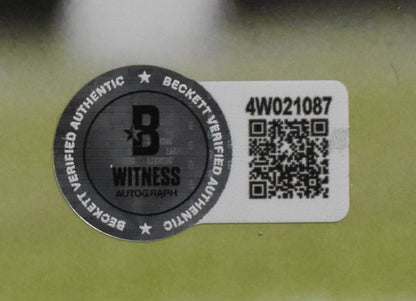 BECKETT VERIFIED AUTHENTIC ★ BECKETT VERIFIED AUTHENTIC ★
B
WITNESS
AUTOGRAPH
4W021087